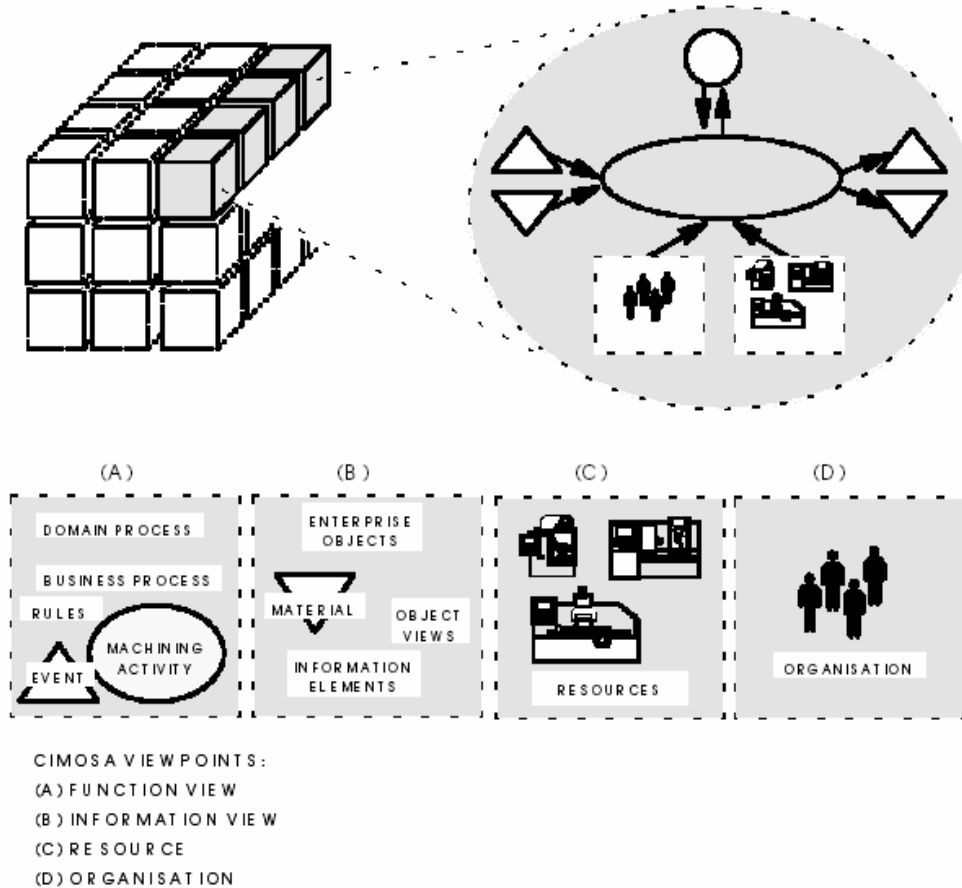 (A)
(B)
(C)
(D)
DOMAIN PROCESS
BUSINESS PROCESS
RULES
MACHINING
ACTIVITY
EVENT
ENTERPRISE
OBJECTS
MATERIAL
OBJECT
VIEWS
INFORMATION
ELEMENTS
RESOURCES
ORGANISATION
CIMOSA VIEWPOINTS:
(A) FUNCTION VIEW
(B) INFORMATION VIEW
(C) RESOURCE
(D) ORGANISATION